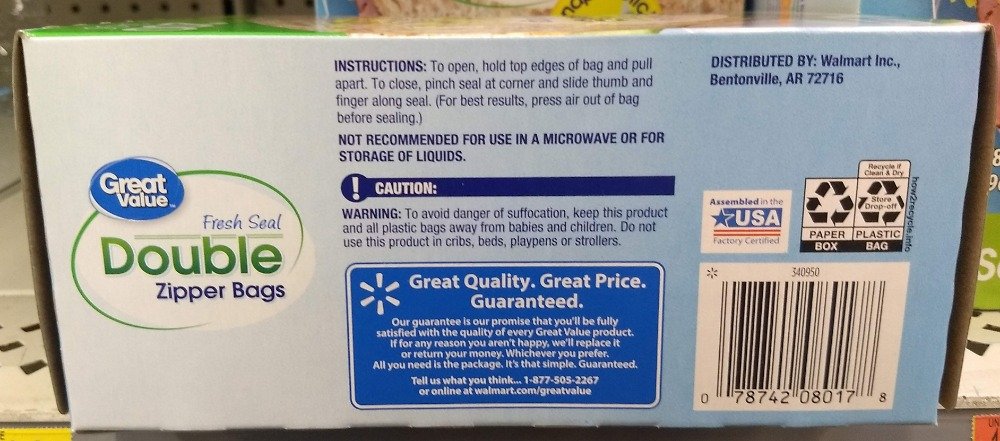 Great
Value
Fresh Seal
Double
Zipper Bags
INSTRUCTIONS: To open, hold top edges of bag and pull
apart. To close, pinch seal at corner and slide thumb and
finger along seal. (For best results, press air out of bag
before sealing.)
NOT RECOMMENDED FOR USE IN A MICROWAVE OR FOR
STORAGE OF LIQUIDS.
! CAUTION:
WARNING: To avoid danger of suffocation, keep this product
and all plastic bags away from babies and children. Do not
use this product in cribs, beds, playpens or strollers.
Great Quality. Great Price.
Guaranteed.
Our guarantee is our promise that you'll be fully
satisfied with the quality of every Great Value product.
If for any reason you aren't happy, we'll replace it
or return your money. Whichever you prefer.
All you need is the package. It's that simple. Guaranteed.
Tell us what you think... 1-877-505-2267
or online at walmart.com/greatvalue
DISTRIBUTED BY: Walmart Inc.,
Bentonville, AR 72716
Assembled in the
USA
Factory Certified
Recycle if
Clean & Dry
Store
Drop-off
PAPER
BOX
PLASTIC
BAG
how2recycle.info
340950
0 78742 08017 8